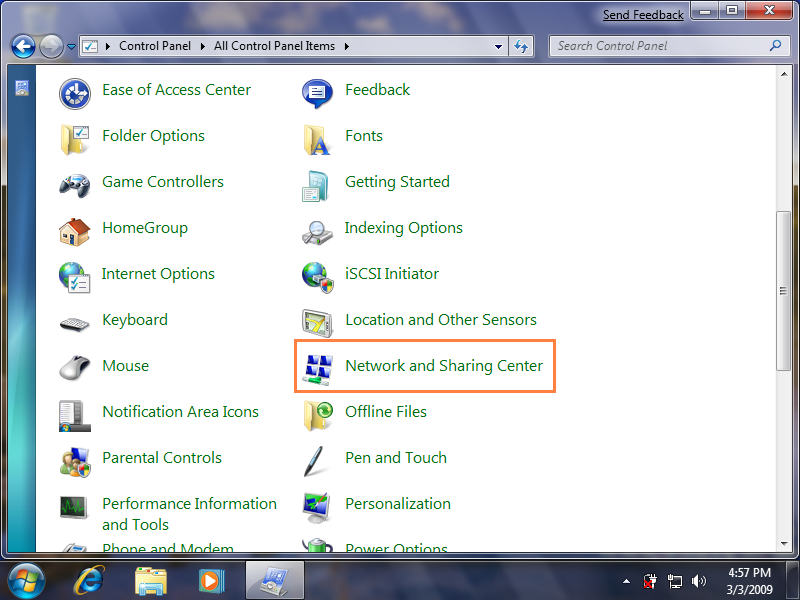 Send Feedback
Control Panel
All Control Panel Items
Search Control Panel
Ease of Access Center
Feedback
Folder Options
Fonts
Game Controllers
Getting Started
HomeGroup
Indexing Options
Internet Options
iSCSI Initiator
Keyboard
Location and Other Sensors
Mouse
Network and Sharing Center
Notification Area Icons
Offline Files
Parental Controls
Pen and Touch
Performance Information
and Tools
Personalization
Phone and Modem
Power Options
4:57 PM
3/3/2009